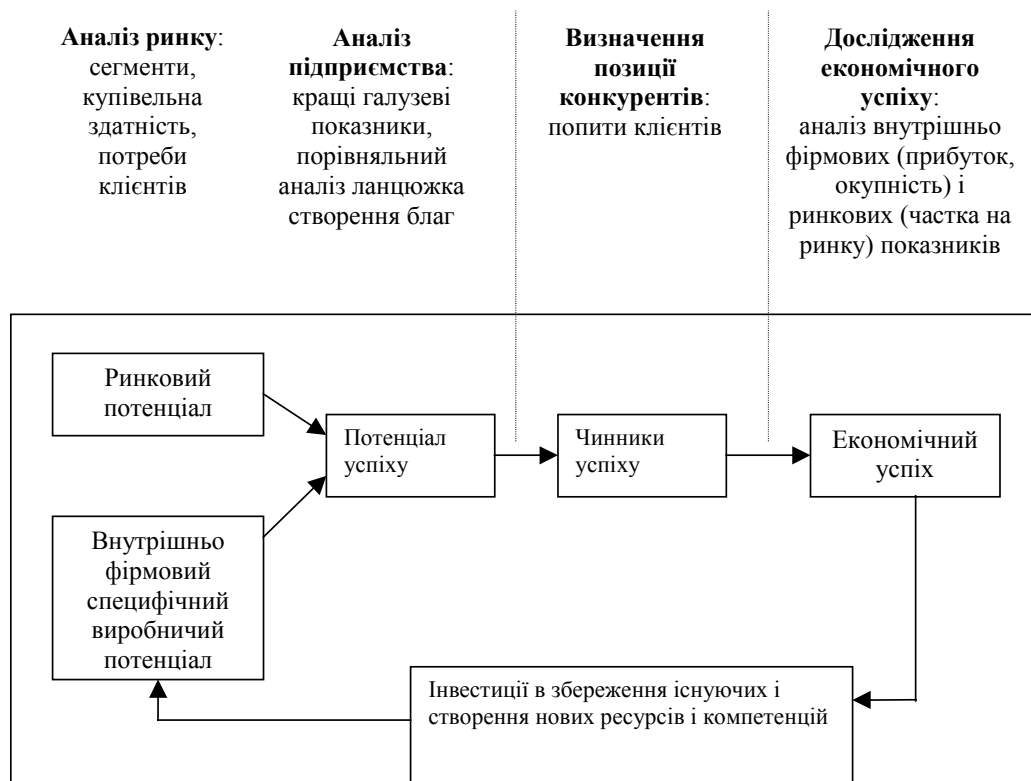 Аналіз ринку:
сегменти,
купівельна
здатність,
потреби
клієнтів
Аналіз
підприємства:
кращі галузеві
показники,
порівняльний
аналіз ланцюжка
створення благ
Визначення
позиції
конкурентів:
попити клієнтів
Дослідження
економічного
успіху:
аналіз внутрішньо
фірмових (прибуток,
окупність) і
ринкових (частка на
ринку) показників
Ринковий
потенціал
Потенціал
успіху
Чинники
успіху
Економічний
успіх
Внутрішньо
фірмовий
специфічний
виробничий
потенціал
Інвестиції в збереження існуючих і
створення нових ресурсів і компетенцій